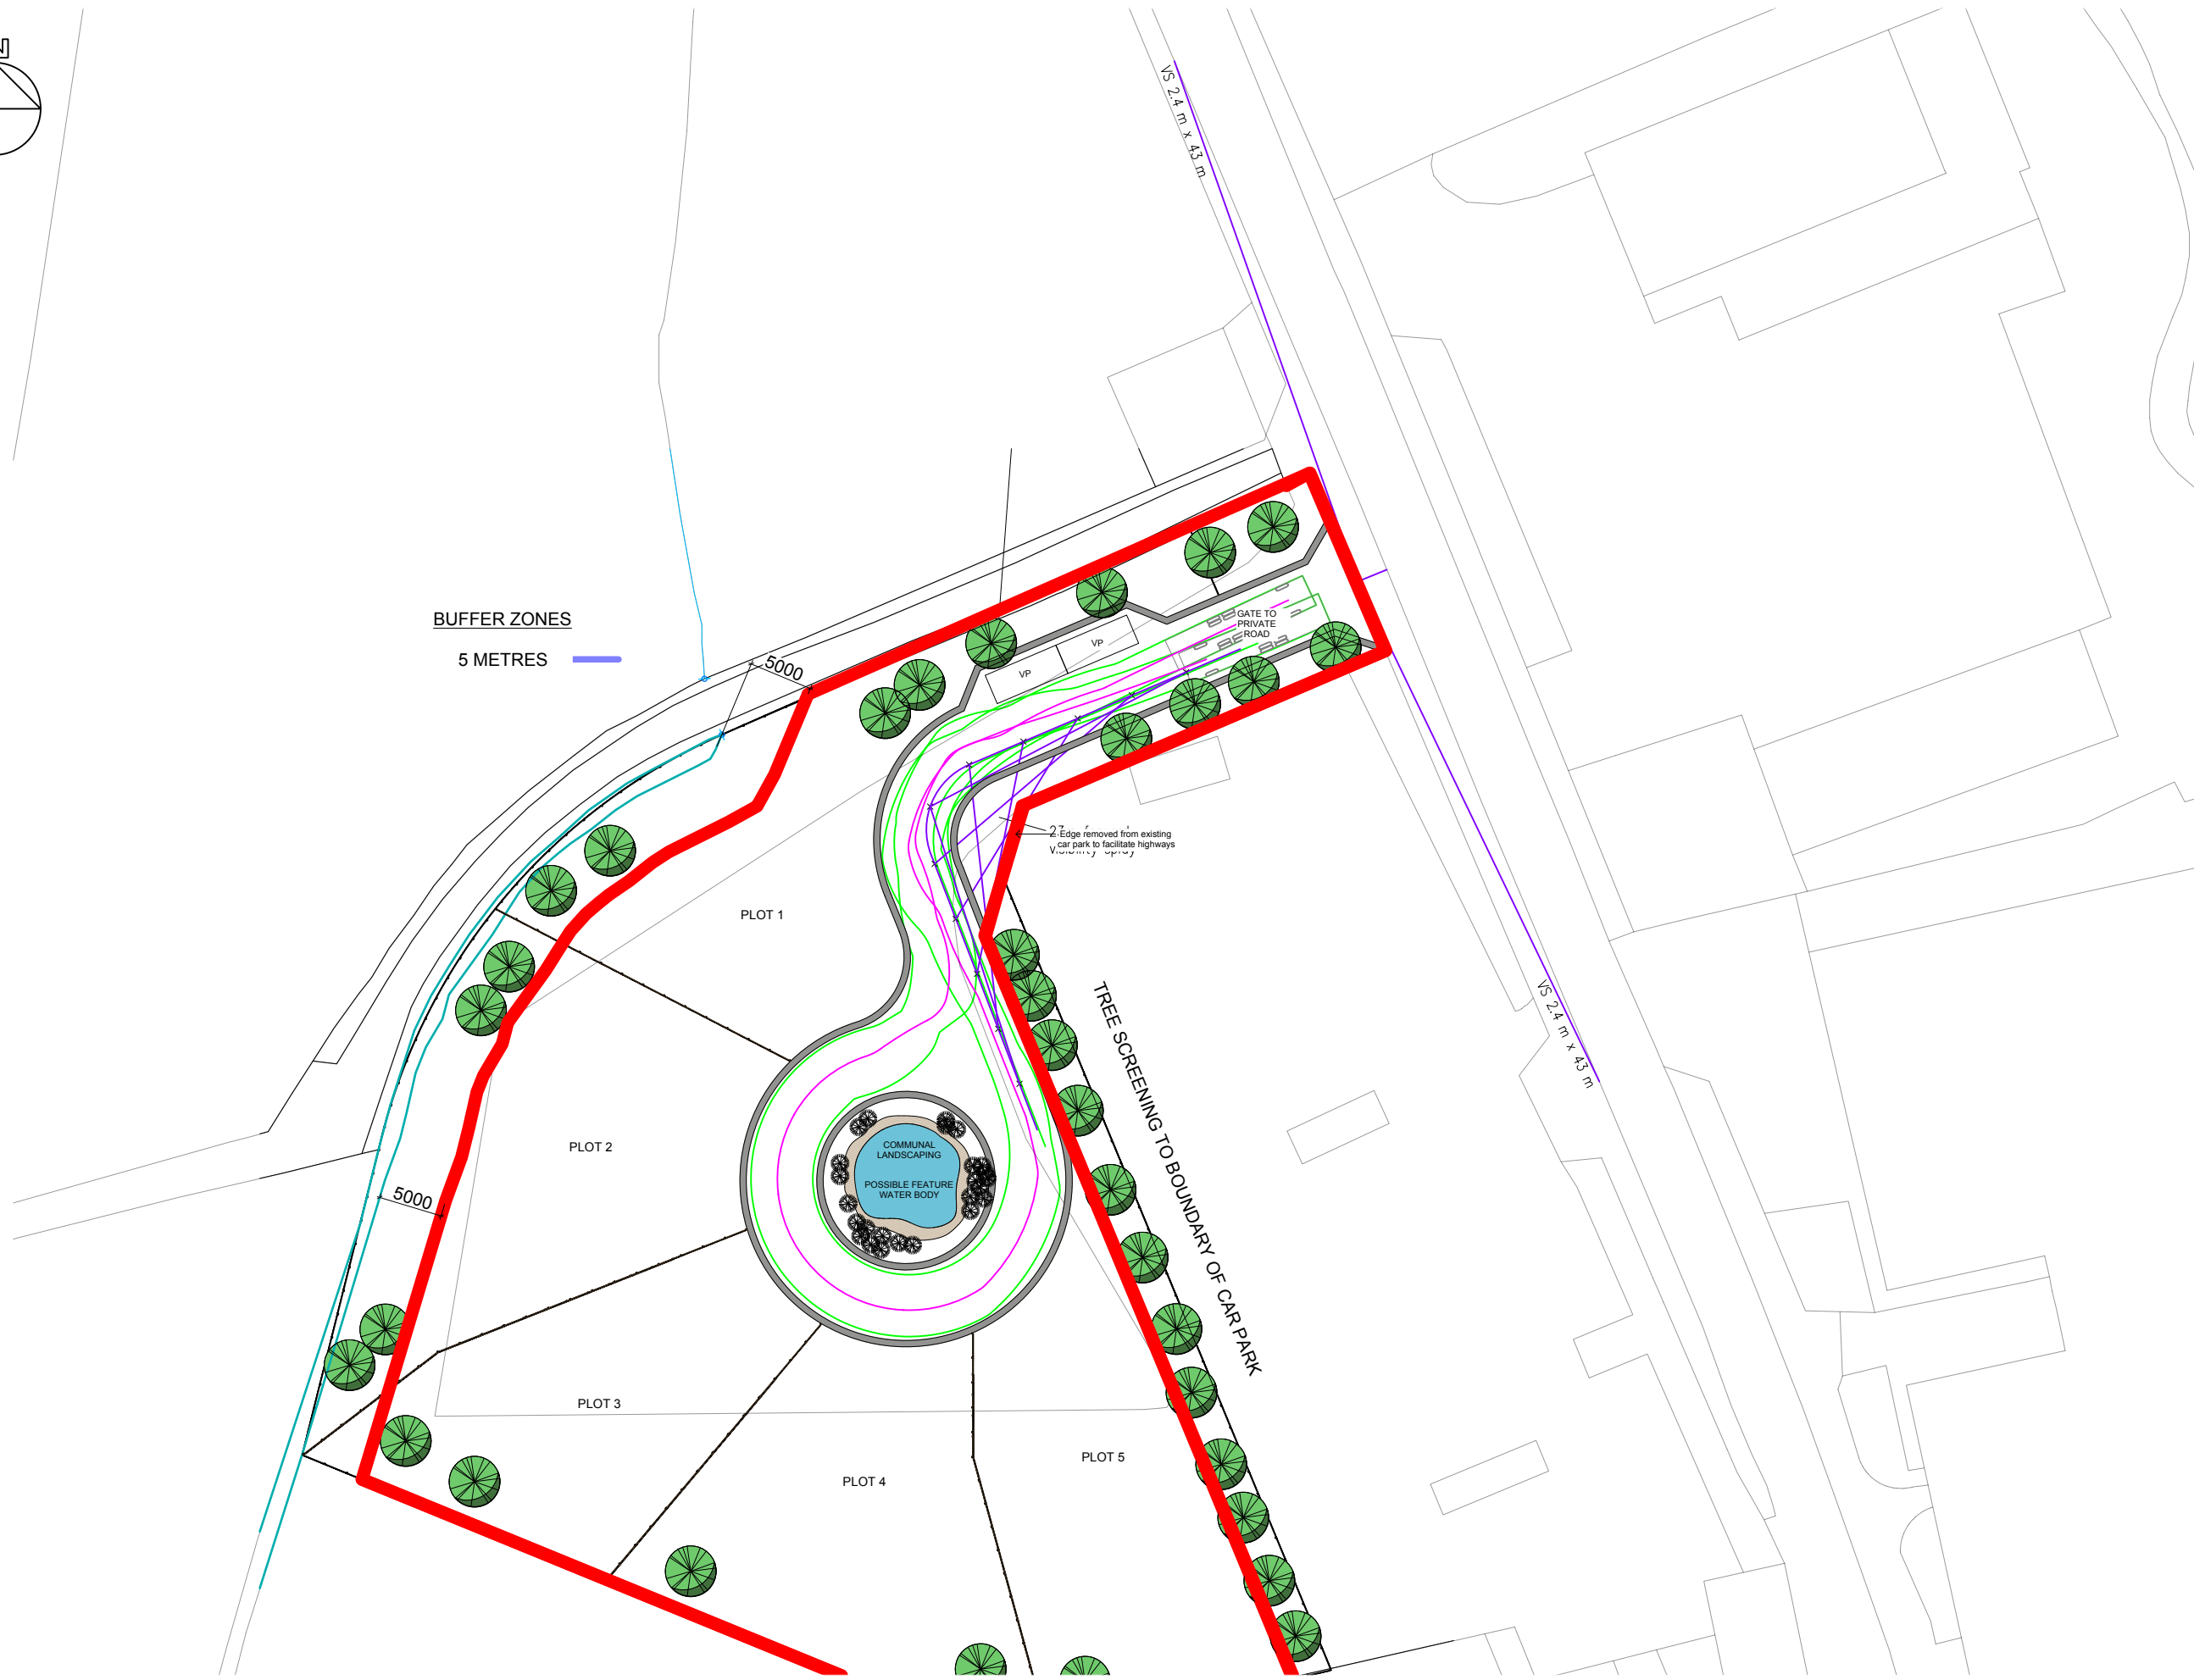 N
VS 2.4 m x 43 m
BUFFER ZONES
5 METRES
5000
GATE TO
PRIVATE
ROAD
VP
VP
Edge removed from existing
car park to facilitate highways
PLOT 1
TREE SCREENING TO BOUNDARY OF CAR PARK
VS 2.4 m x 43 m
PLOT 2
COMMUNAL
LANDSCAPING
POSSIBLE FEATURE
WATER BODY
5000
PLOT 3
PLOT 4
PLOT 5